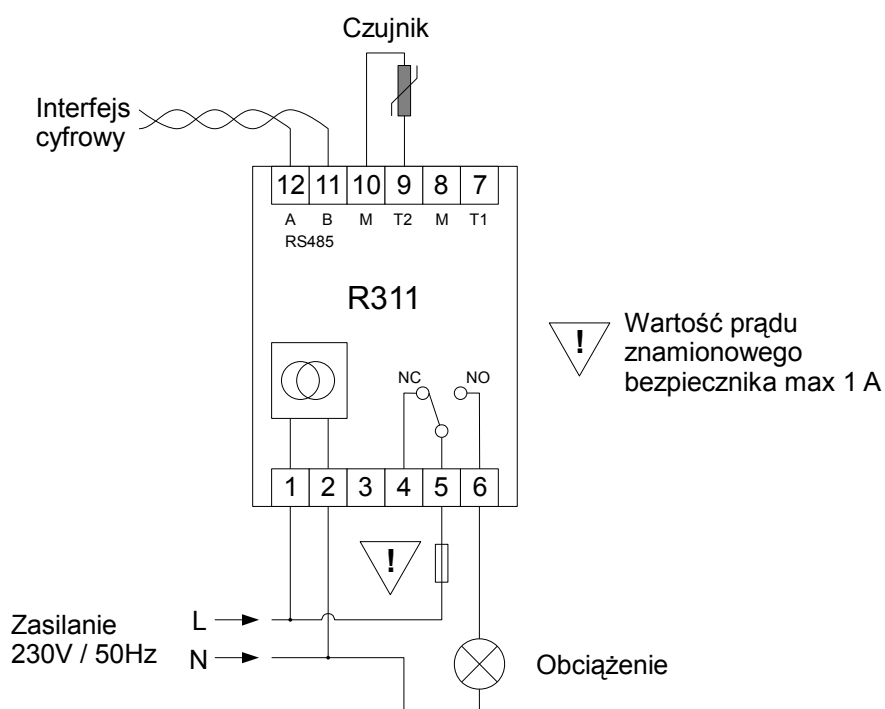 Czujnik
Interfejs
cyfrowy
12 11 10 9 8 7
A B M T2 M T1
RS485
R311
! Wartość prądu
znamionowego
bezpiecznika max 1 A
NC NO
1 2 3 4 5 6
!
Zasilanie
230V / 50Hz
L
N
Obciążenie